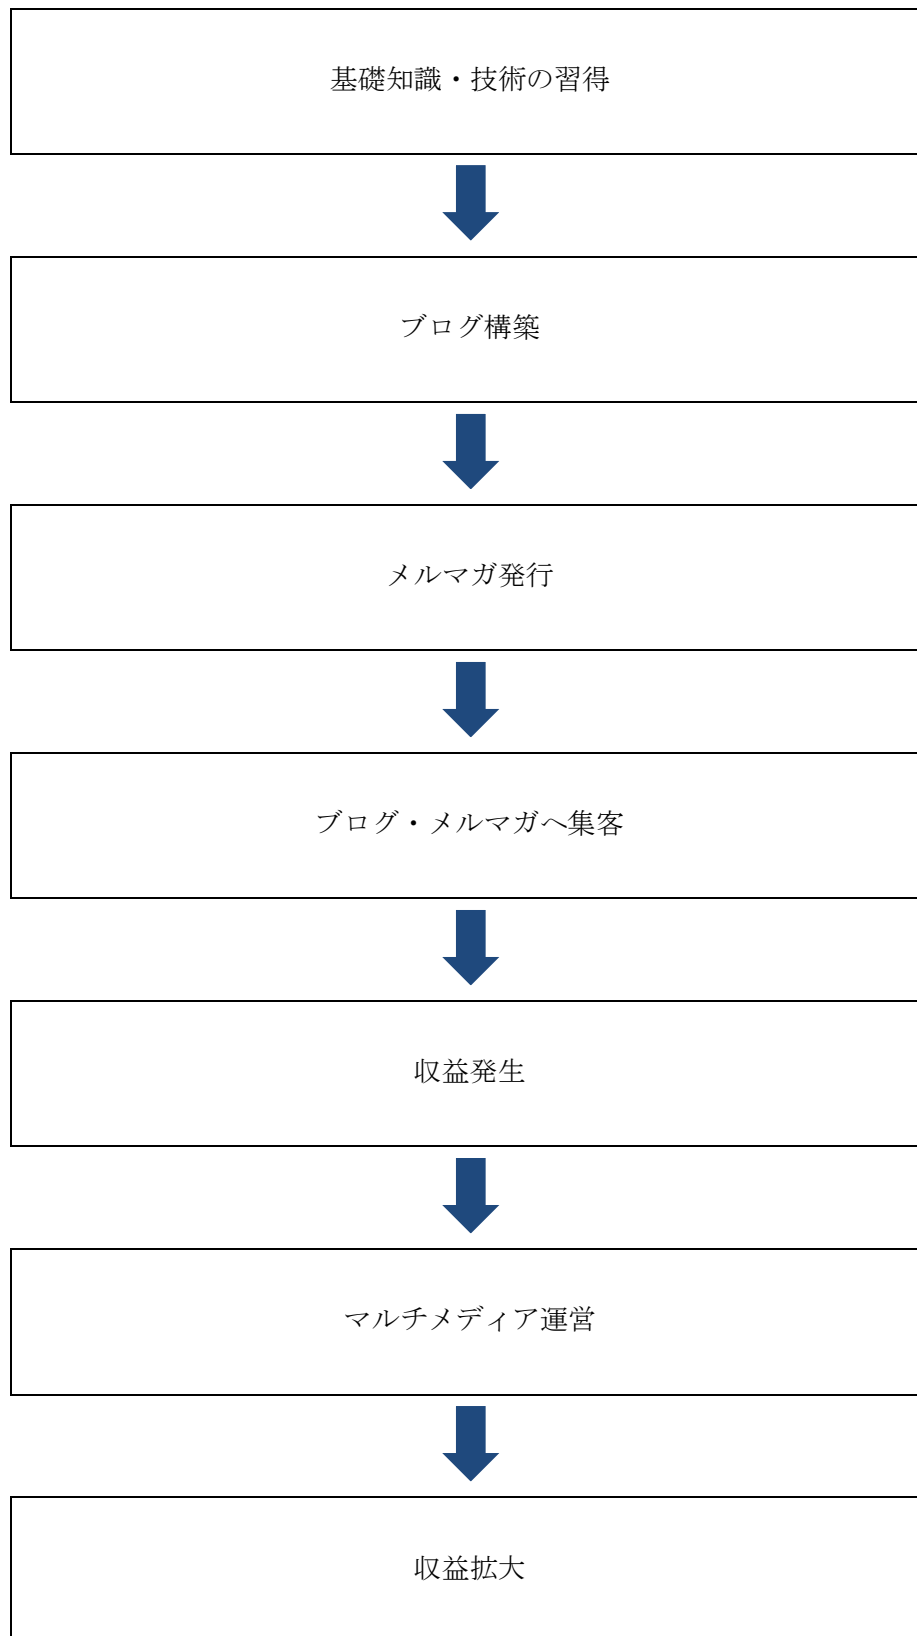 基礎知識・技術の習得
ブログ構築
メルマガ発行
ブログ・メルマガへ集客
収益発生
マルチメディア運営
収益拡大